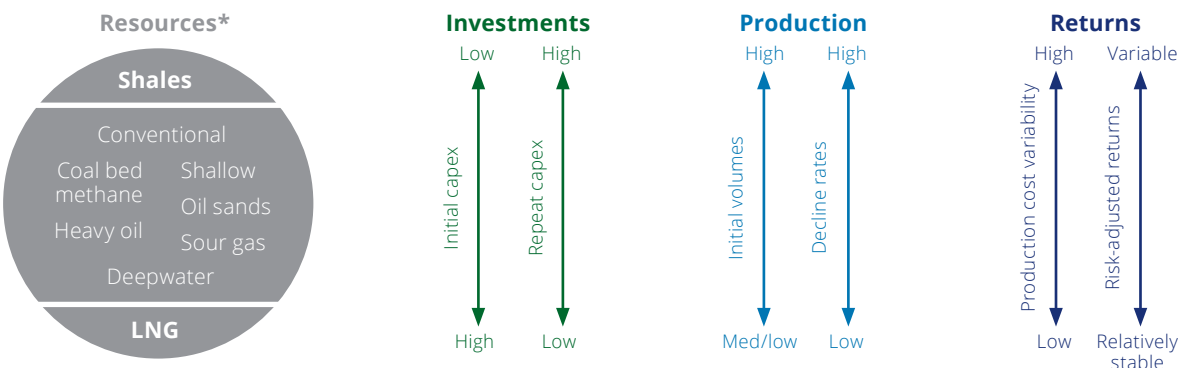 Resources*
Shales
Conventional
Coal bed
methane
Heavy oil
Shallow
Oil sands
Sour gas
Deepwater
LNG
Investments
Low
High
Initial capex
Repeat capex
High
Low
Production
High
High
Initial volumes
Decline rates
Med/low
Low
Returns
High
Variable
Production cost variability
Risk-adjusted returns
Low
Relatively
stable